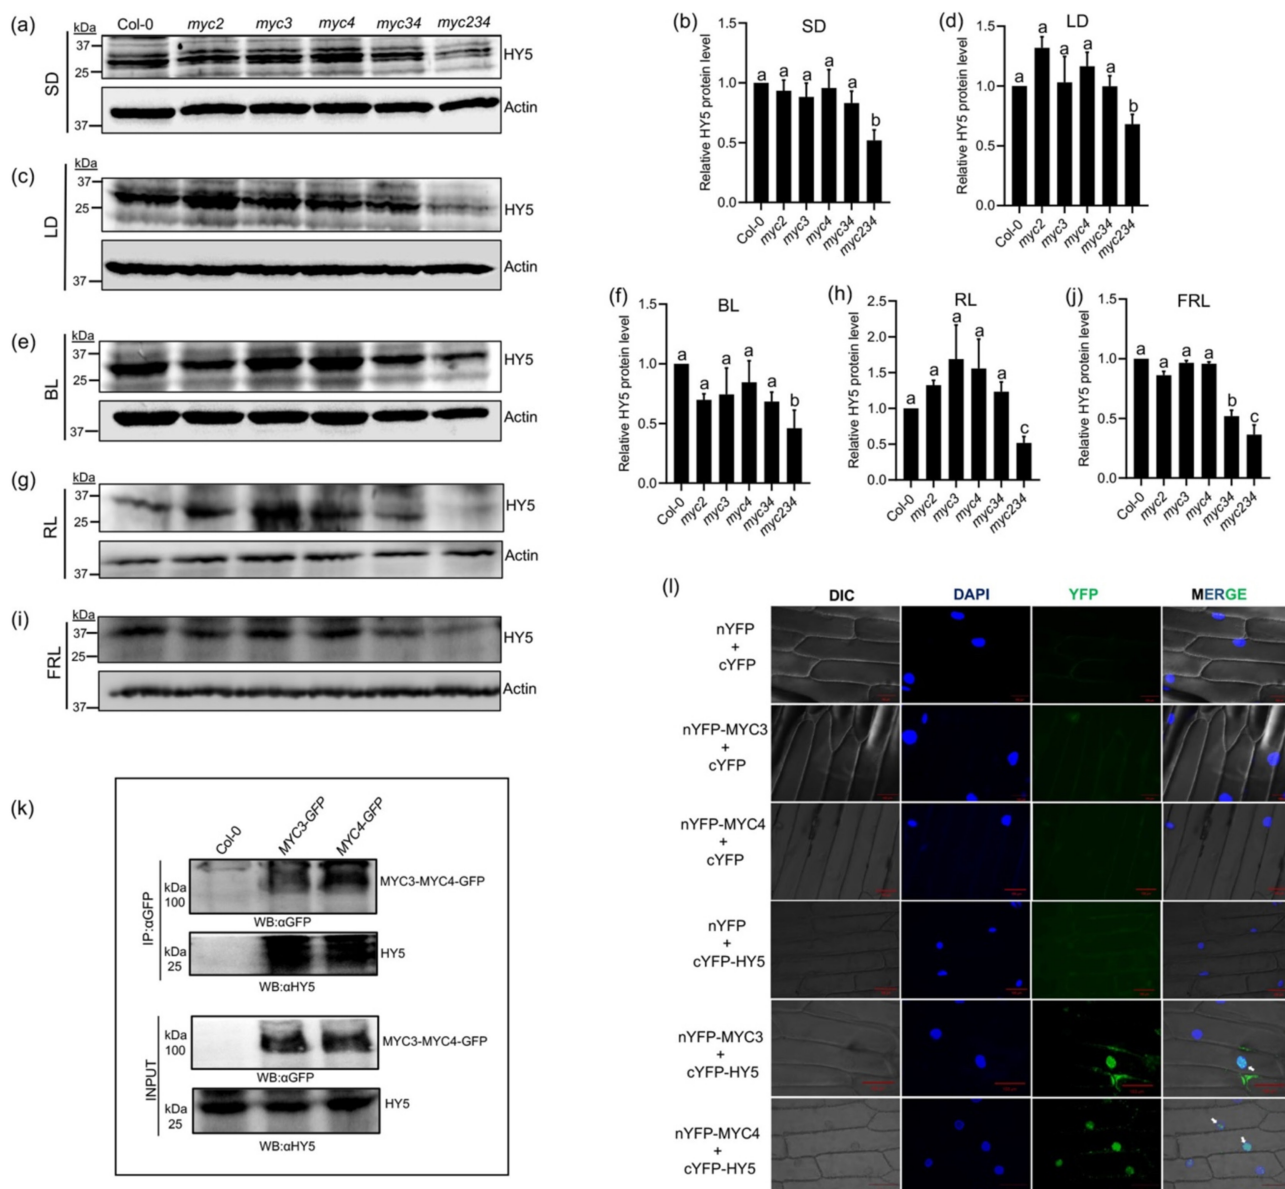 (a)
kDa
Col-0 myc2 myc3 myc4 myc34 myc234
SD
37
25
HY5
Actin
37
(c)
kDa
LD
37
25
HY5
Actin
37
(e)
kDa
BL
37
25
HY5
Actin
37
(g)
kDa
RL
37
25
HY5
Actin
37
(i)
kDa
FRL
37
25
HY5
Actin
37
(b)
SD
Relative HY5 protein level
1.5
1.0
0.5
0.0
a a a a a b
Col-0 myc2 myc3 myc4 myc34 myc234
(d)
LD
Relative HY5 protein level
1.5
1.0
0.5
0.0
a a a a a b
Col-0 myc2 myc3 myc4 myc34 myc234
(f)
BL
Relative HY5 protein level
1.5
1.0
0.5
0.0
a a a a a b
Col-0 myc2 myc3 myc4 myc34 myc234
(h)
RL
Relative HY5 protein level
2.5
2.0
1.5
1.0
0.5
0.0
a a a a a c
Col-0 myc2 myc3 myc4 myc34 myc234
(j)
FRL
Relative HY5 protein level
1.5
1.0
0.5
0.0
a a a a b c
Col-0 myc2 myc3 myc4 myc34 myc234
(k)
Col-0 MYC3-GFP MYC4-GFP
IP:αGFP
kDa
100
MYC3-MYC4-GFP
WB:αGFP
kDa
25
HY5
WB:αHY5
INPUT
kDa
100
MYC3-MYC4-GFP
WB:αGFP
kDa
25
HY5
WB:αHY5
(l)
DIC DAPI YFP MERGE
nYFP
+
cYFP
nYFP-MYC3
+
cYFP
nYFP-MYC4
+
cYFP
nYFP
+
cYFP-HY5
nYFP-MYC3
+
cYFP-HY5
nYFP-MYC4
+
cYFP-HY5